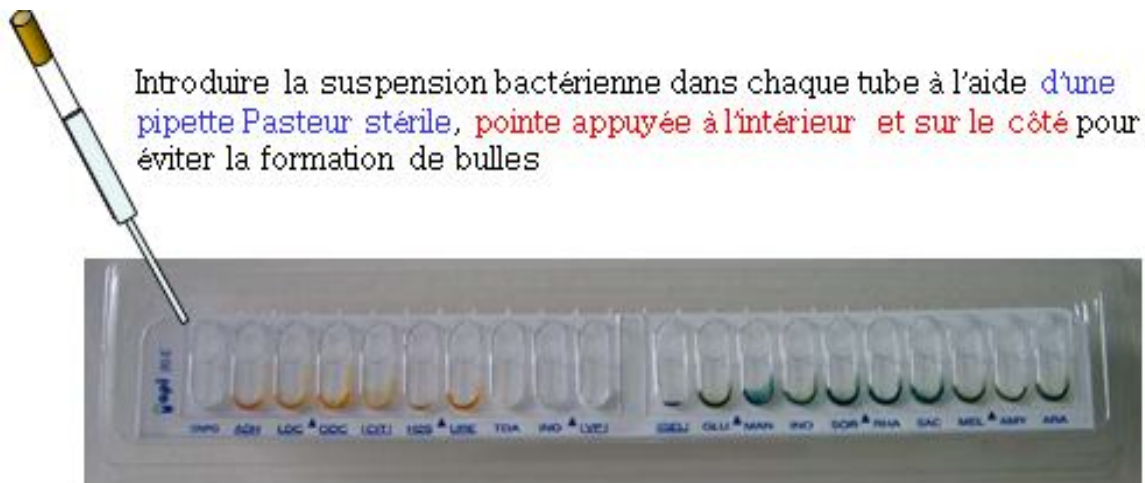 Introduire la suspension bactérienne dans chaque tube à l'aide d'une
pipette Pasteur stérile, pointe appuyée à l'intérieur et sur le côté pour
éviter la formation de bulles
api 20 E
ONPG ADH LDC ODC |CIT| H2S URE TDA IND |VP| |GEL| GLU MAN INO SOR RHA SAC MEL AMY ARA